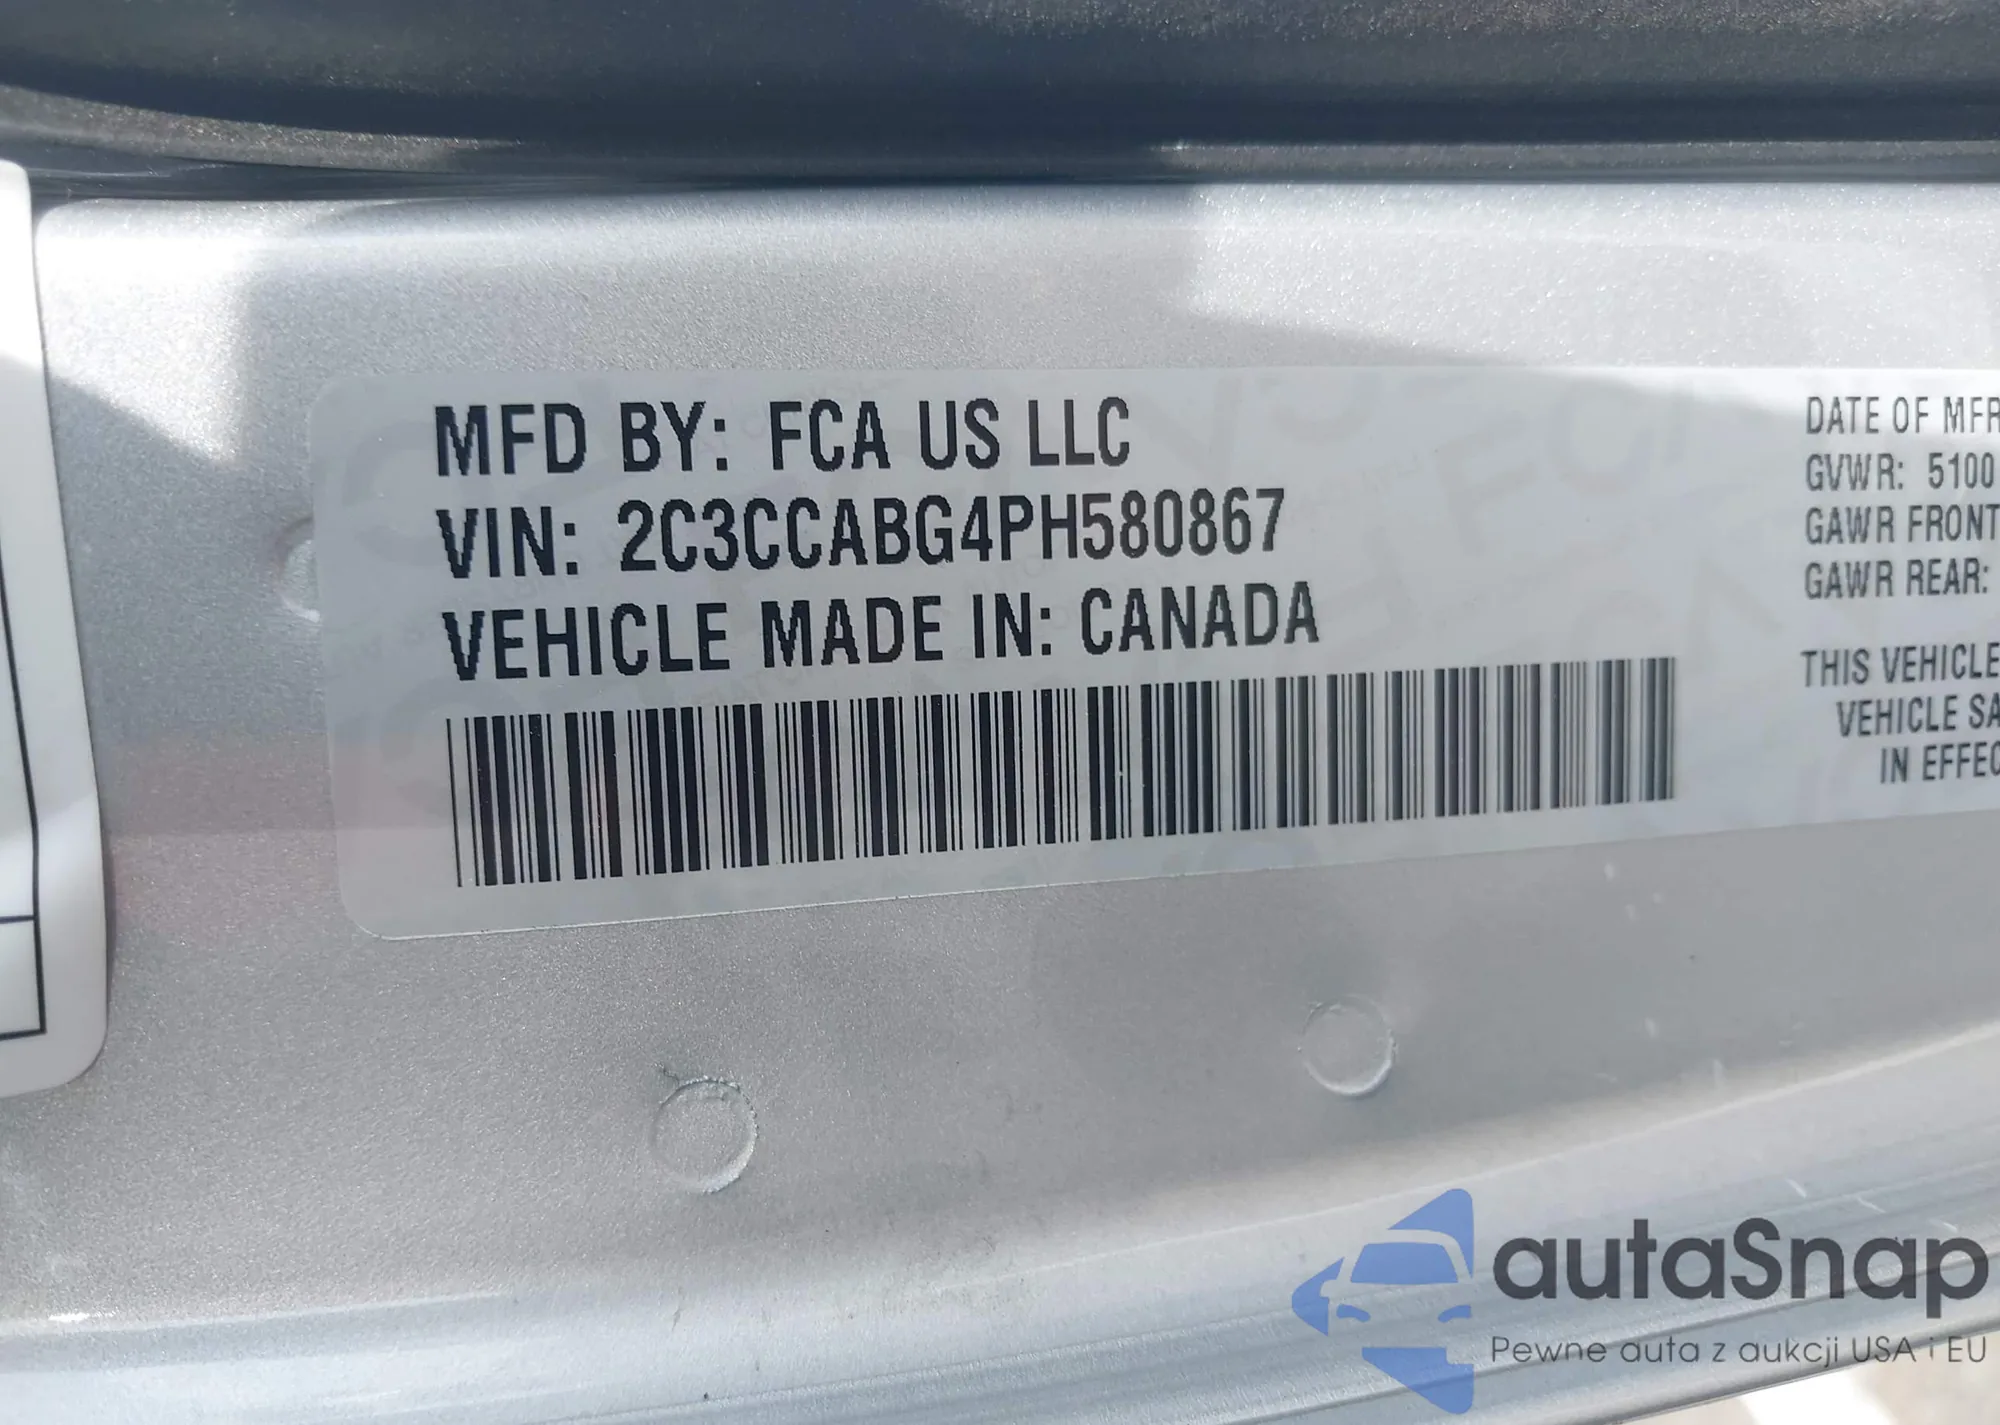 MFD BY: FCA US LLC
VIN: 2C3CCABG4PH580867
VEHICLE MADE IN: CANADA
DATE OF MFR
GVWR: 5100
GAWR FRONT
GAWR REAR:
THIS VEHICLE
VEHICLE SA
IN EFFEC
autaSnap
Pewne auta z aukcji USA i EU